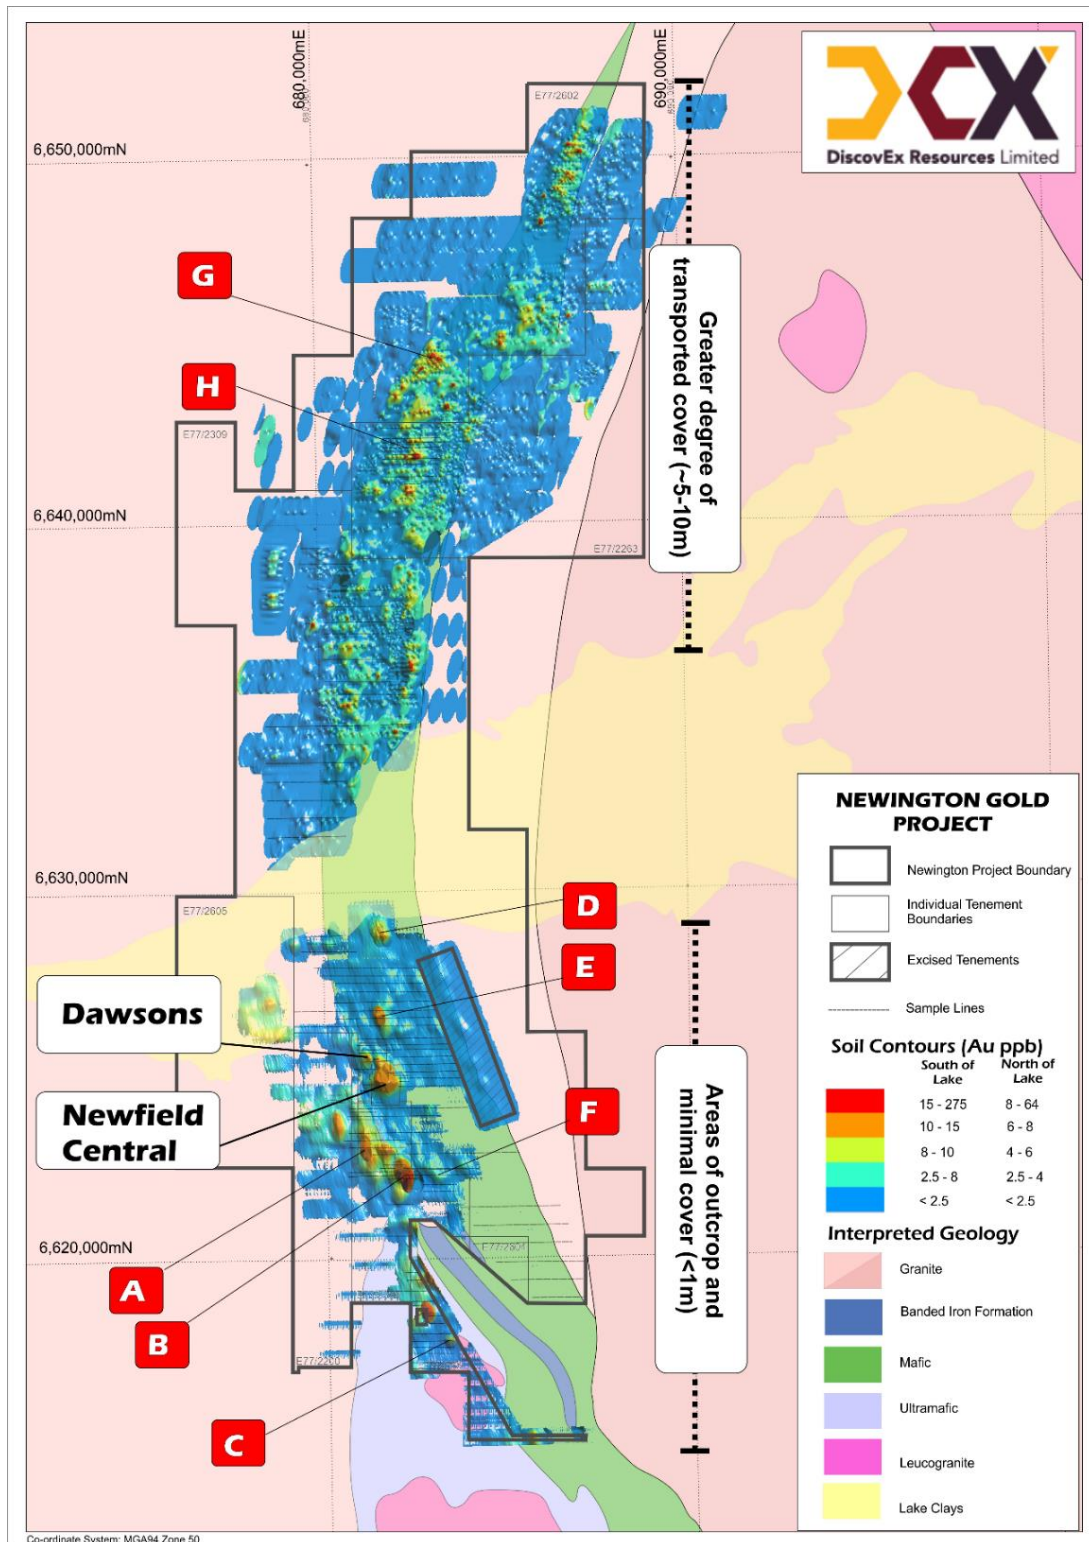 680,000mE
690,000mE
DCX
DiscovEx Resources Limited
E77/2602
6,650,000mN
G
H
Greater degree of
transported cover (~5-10m)
E77/2309
6,640,000mN
E77/2203
6,630,000mN
E77/2605
D
E
Dawsons
Newfield
Central
F
Areas of outcrop and
minimal cover (<1m)
6,620,000mN
A
B
E77/2200
C
NEWINGTON GOLD
PROJECT
Newington Project Boundary
Individual Tenement
Boundaries
Excised Tenements
Sample Lines
Soil Contours (Au ppb)
South of
Lake
North of
Lake
15 - 275 8 - 64
10 - 15 6 - 8
8 - 10 4 - 6
2.5 - 8 2.5 - 4
< 2.5 < 2.5
Interpreted Geology
Granite
Banded Iron Formation
Mafic
Ultramafic
Leucogranite
Lake Clays
Co-ordinate System: MGA94 Zone 50